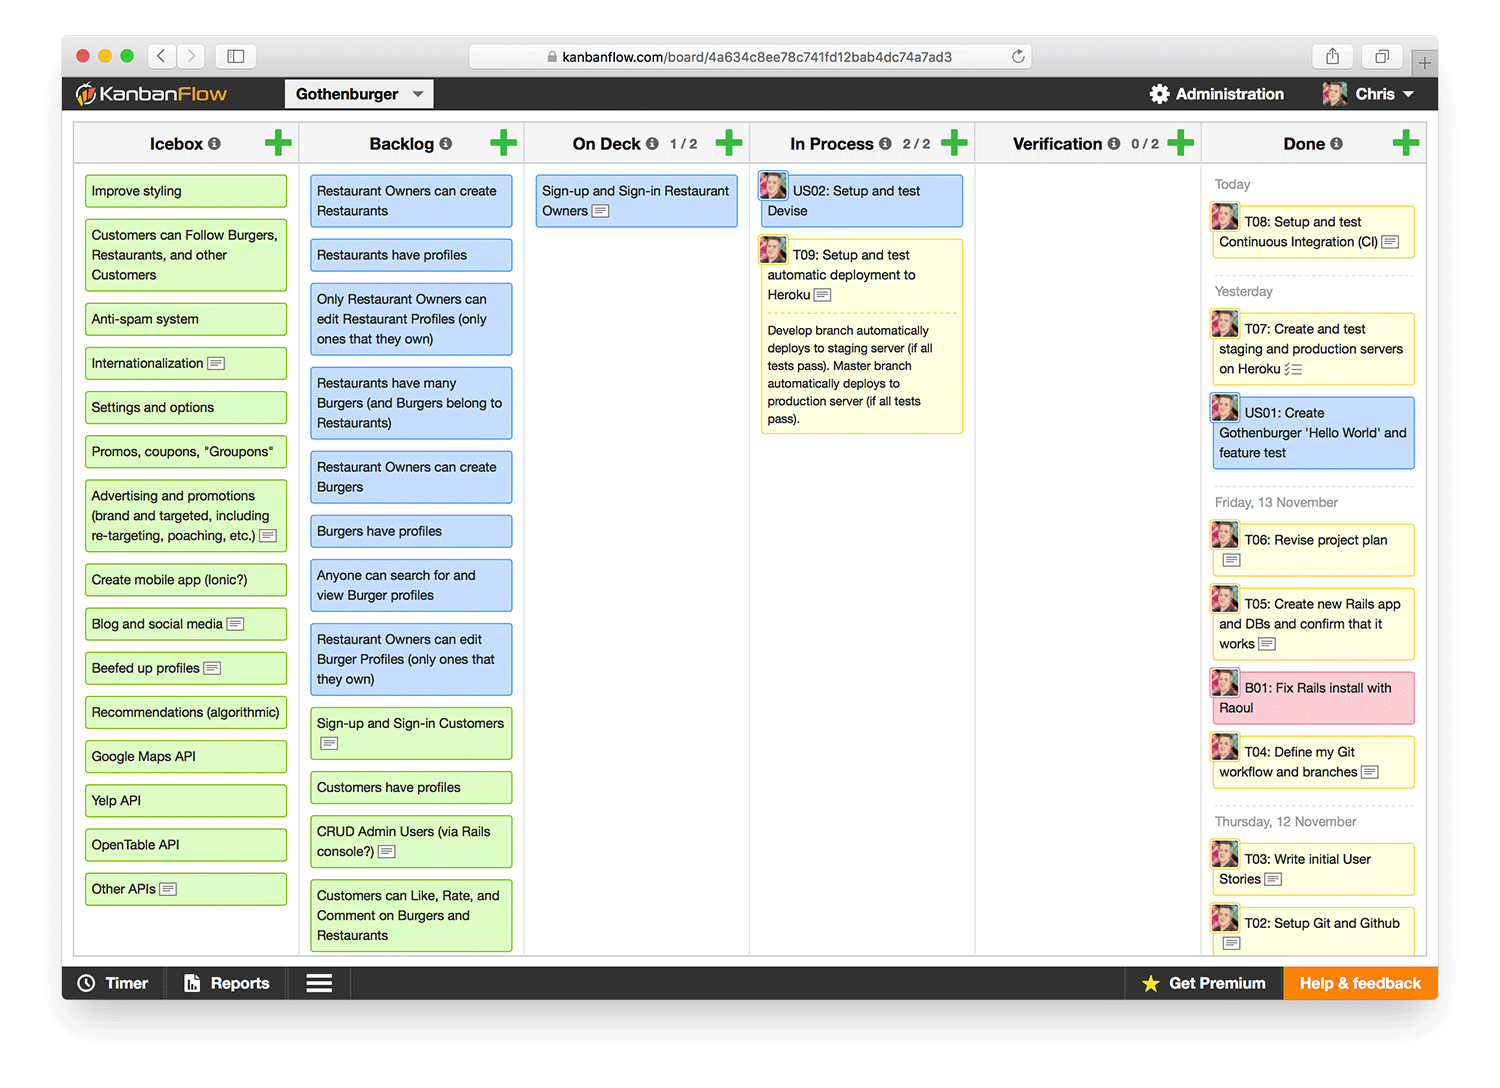 kanbanflow.com/board/4a634c8ee78c741fd12bab4dc74a7ad3
KanbanFlow
Gothenburger
Administration
Chris
Icebox
Improve styling
Customers can Follow Burgers,
Restaurants, and other
Customers
Anti-spam system
Internationalization
Settings and options
Promos, coupons, "Groupons"
Advertising and promotions
(brand and targeted, including
re-targeting, poaching, etc.)
Create mobile app (Ionic?)
Blog and social media
Beefed up profiles
Recommendations (algorithmic)
Google Maps API
Yelp API
OpenTable API
Other APIs
Backlog
Restaurant Owners can create
Restaurants
Restaurants have profiles
Only Restaurant Owners can
edit Restaurant Profiles (only
ones that they own)
Restaurants have many
Burgers (and Burgers belong to
Restaurants)
Restaurant Owners can create
Burgers
Burgers have profiles
Anyone can search for and
view Burger profiles
Restaurant Owners can edit
Burger Profiles (only ones that
they own)
Sign-up and Sign-in Customers
Customers have profiles
CRUD Admin Users (via Rails
console?)
Customers can Like, Rate, and
Comment on Burgers and
Restaurants
On Deck 1 / 2
Sign-up and Sign-in Restaurant
Owners
In Process 2 / 2
US02: Setup and test
Devise
T09: Setup and test
automatic deployment to
Heroku
Develop branch automatically
deploys to staging server (if all
tests pass). Master branch
automatically deploys to
production server (if all tests
pass).
Verification 0 / 2
Done
Today
T08: Setup and test
Continuous Integration (CI)
Yesterday
T07: Create and test
staging and production servers
on Heroku
US01: Create
Gothenburger 'Hello World' and
feature test
Friday, 13 November
T06: Revise project plan
T05: Create new Rails app
and DBs and confirm that it
works
B01: Fix Rails install with
Raoul
T04: Define my Git
workflow and branches
Thursday, 12 November
T03: Write initial User
Stories
T02: Setup Git and Github
Timer
Reports
Get Premium
Help & feedback